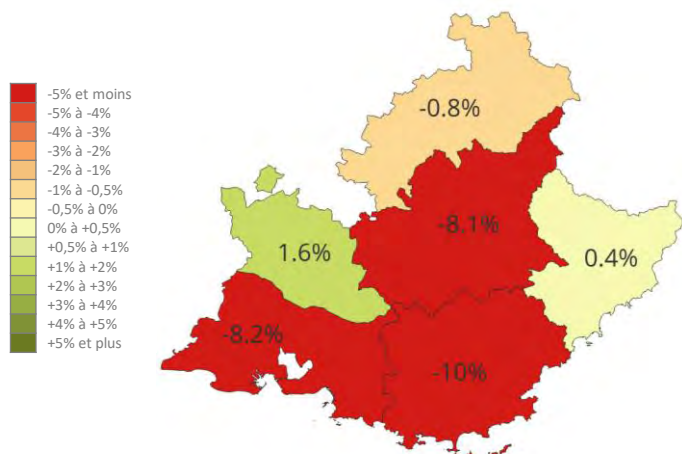 -5% et moins
-5% à -4%
-4% à -3%
-3% à -2%
-2% à -1%
-1% à -0,5%
-0,5% à 0%
0% à +0,5%
+0,5% à +1%
+1% à +2%
+2% à +3%
+3% à +4%
+4% à +5%
+5% et plus
-0.8%
-8.1%
1.6%
0.4%
-8.2%
-10%